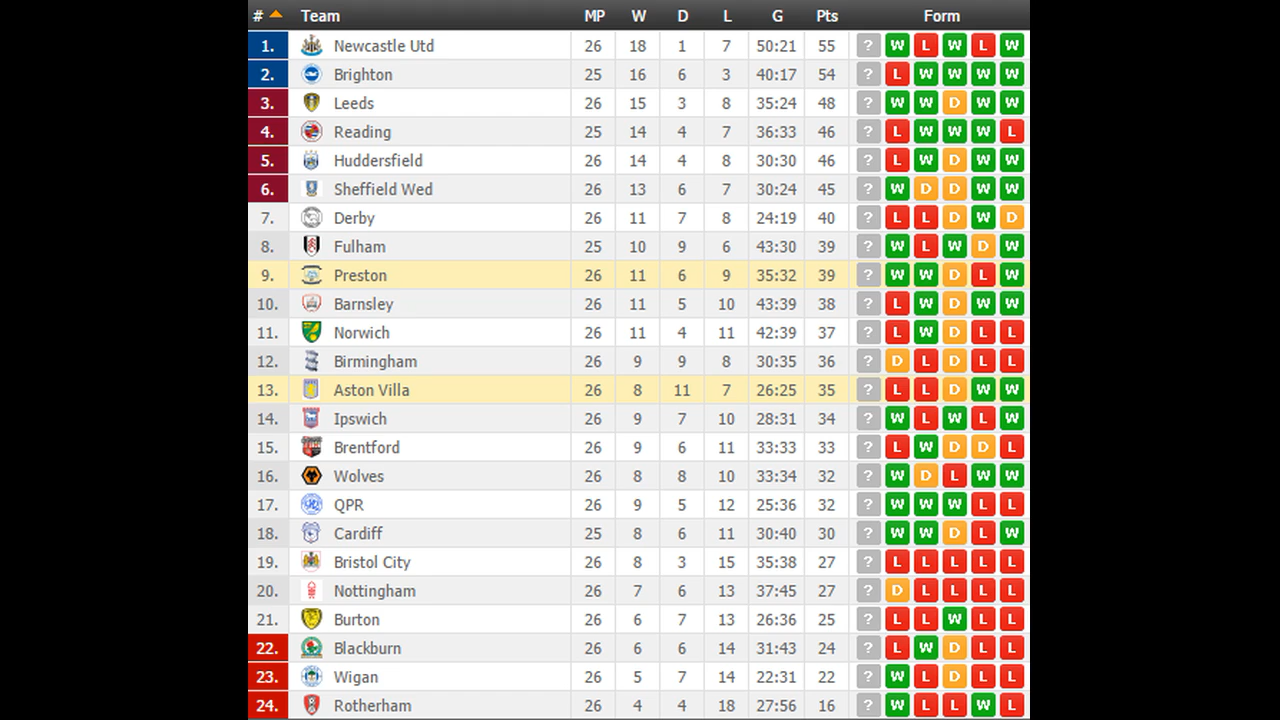 # Team MP W D L G Pts Form
1. Newcastle Utd 26 18 1 7 50:21 55 ? W L W L W
2. Brighton 25 16 6 3 40:17 54 ? L W W W W
3. Leeds 26 15 3 8 35:24 48 ? W W D W W
4. Reading 25 14 4 7 36:33 46 ? L W W W L
5. Huddersfield 26 14 4 8 30:30 46 ? L W D W W
6. Sheffield Wed 26 13 6 7 30:24 45 ? W D D W W
7. Derby 26 11 7 8 24:19 40 ? L L D W D
8. Fulham 25 10 9 6 43:30 39 ? W L W D W
9. Preston 26 11 6 9 35:32 39 ? W W D L W
10. Barnsley 26 11 5 10 43:39 38 ? L W D W W
11. Norwich 26 11 4 11 42:39 37 ? L W D L L
12. Birmingham 26 9 9 8 30:35 36 ? D L D L L
13. Aston Villa 26 8 11 7 26:25 35 ? L L D W W
14. Ipswich 26 9 7 10 28:31 34 ? W L W L W
15. Brentford 26 9 6 11 33:33 33 ? L W D D L
16. Wolves 26 8 8 10 33:34 32 ? W D L W W
17. QPR 26 9 5 12 25:36 32 ? W W W L L
18. Cardiff 25 8 6 11 30:40 30 ? W W D L W
19. Bristol City 26 8 3 15 35:38 27 ? L L L L L
20. Nottingham 26 7 6 13 37:45 27 ? D L L L L
21. Burton 26 6 7 13 26:36 25 ? L L W L L
22. Blackburn 26 6 6 14 31:43 24 ? L W D L L
23. Wigan 26 5 7 14 22:31 22 ? W L D L L
24. Rotherham 26 4 4 18 27:56 16 ? W L L W L